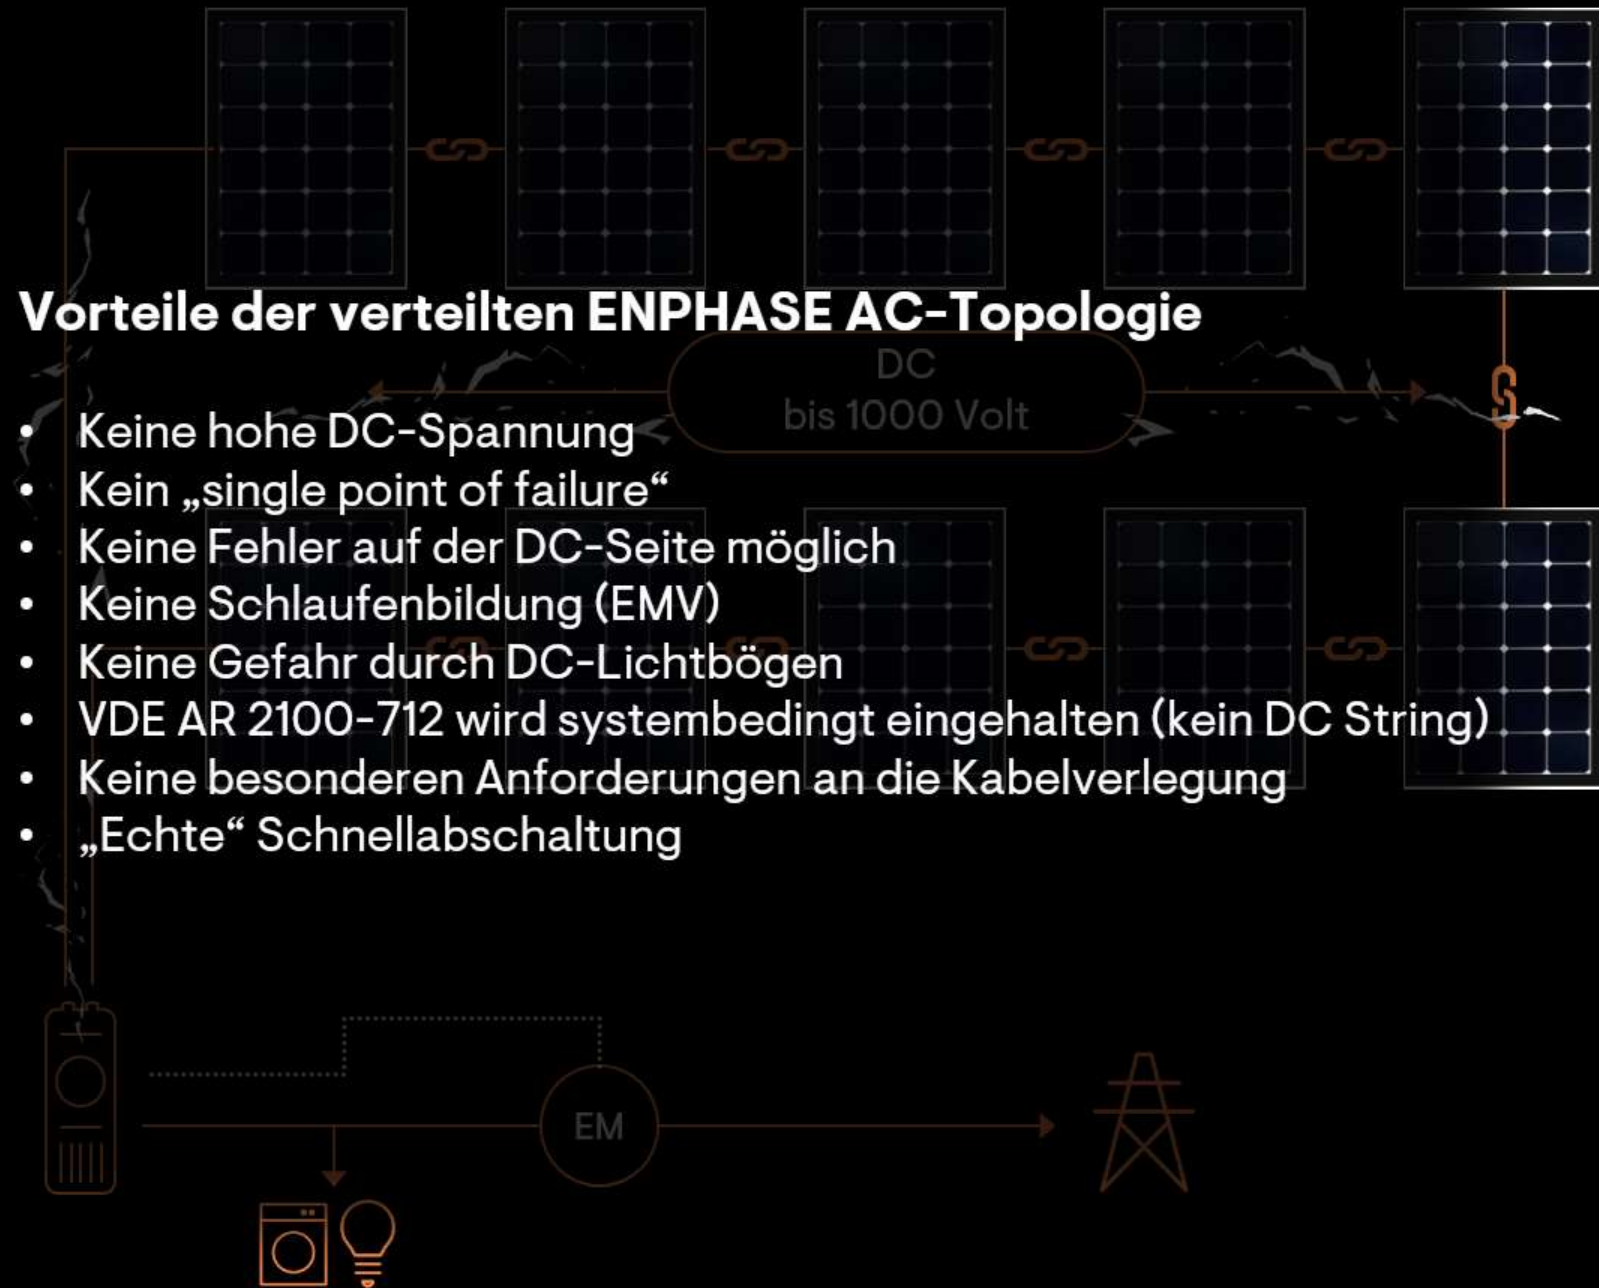 Vorteile der verteilten ENPHASE AC-Topologie
DC
bis 1000 Volt
• Keine hohe DC-Spannung
• Kein „single point of failure“
• Keine Fehler auf der DC-Seite möglich
• Keine Schlaufenbildung (EMV)
• Keine Gefahr durch DC-Lichtbögen
• VDE AR 2100-712 wird systembedingt eingehalten (kein DC String)
• Keine besonderen Anforderungen an die Kabelverlegung
• „Echte“ Schnellabschaltung
EM